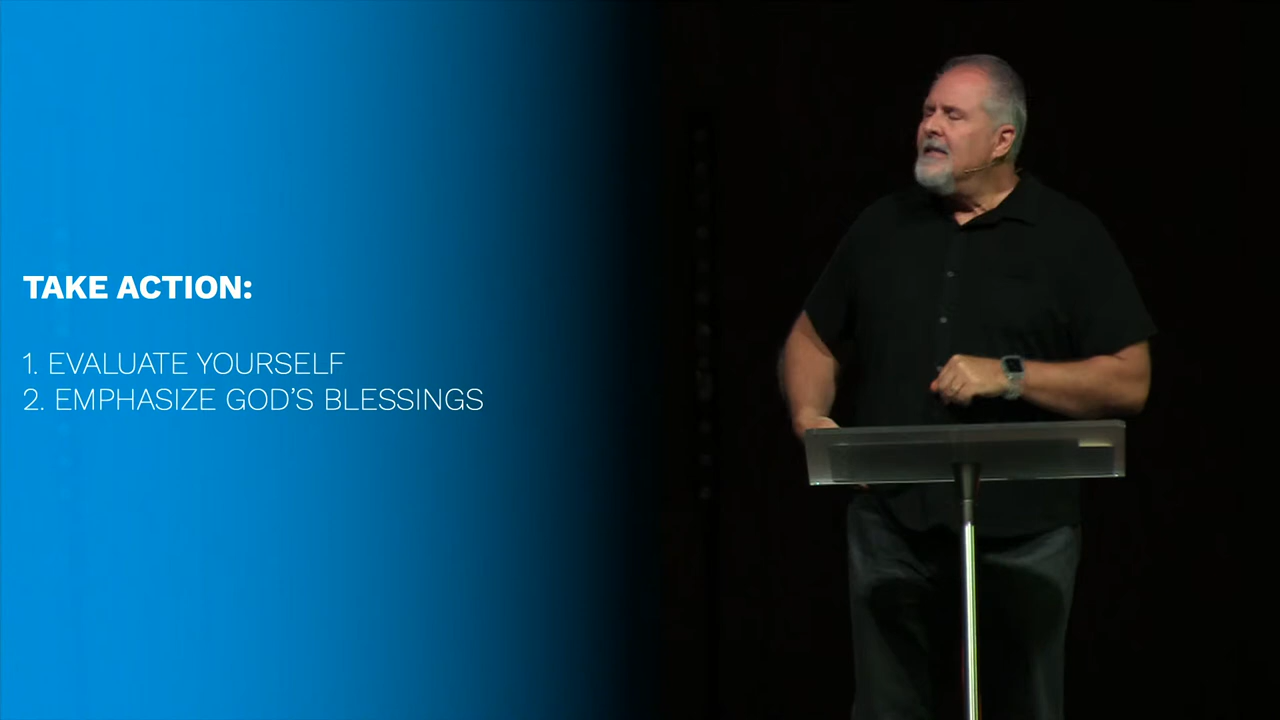 TAKE ACTION:
1. EVALUATE YOURSELF
2. EMPHASIZE GOD'S BLESSINGS